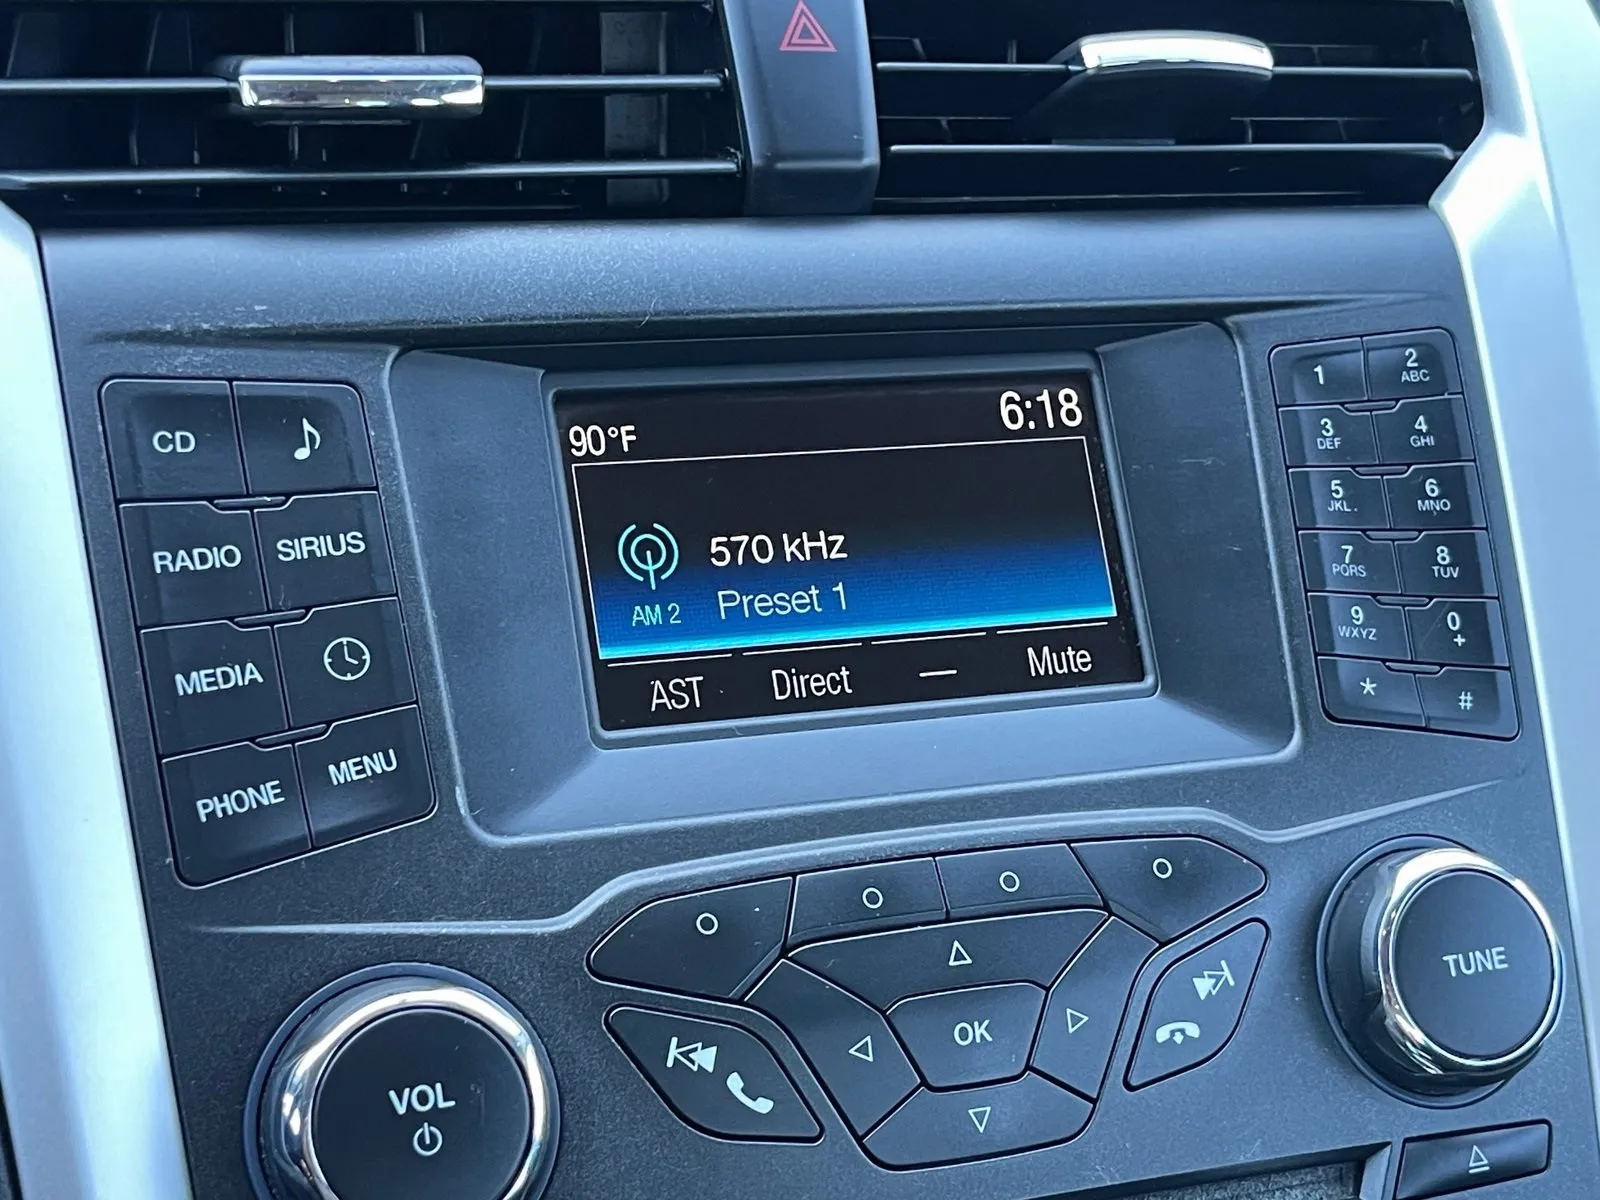 90°F
6:18
570 kHz
AM 2
Preset 1
AST
Direct
Mute
CD
RADIO
SIRIUS
MEDIA
PHONE
MENU
1
2
ABC
3
DEF
4
GHI
5
JKL
6
MNO
7
PQRS
8
TUV
9
WXYZ
0
+
*
#
VOL
OK
TUNE